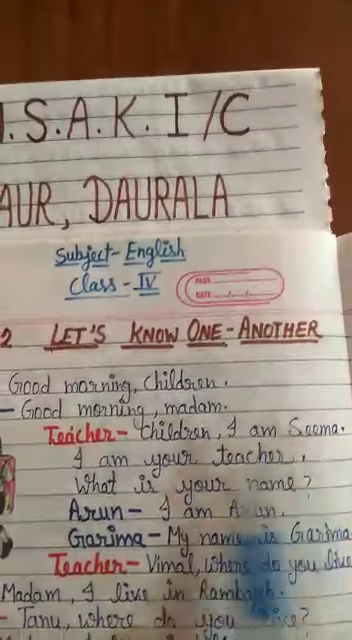 .S.A.K. I/C
AUR, DAURALA
Subject- English
Class - IV
PAGE
DATE
2 LET'S KNOW ONE-ANOTHER
Good morning, Children.
- Good morning, madam.
Teacher- Children, I am Seema.
I am your teacher.
What is your name?
Arun- I am Arun.
Garima- My name is Garima
Teacher- Vimal, where do you live
Madam, I live in Rambagh.
- Tanu, where do you live?